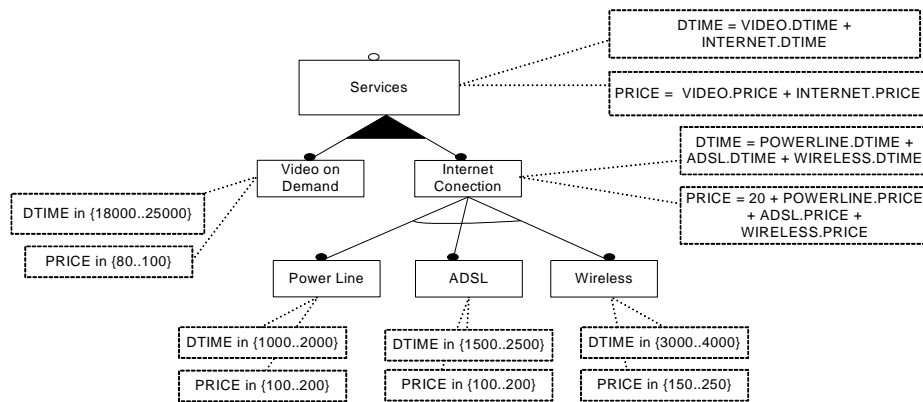 DTIME = VIDEO.DTIME +
INTERNET.DTIME
Services
PRICE = VIDEO.PRICE + INTERNET.PRICE
DTIME = POWERLINE.DTIME +
ADSL.DTIME + WIRELESS.DTIME
Video on
Demand
Internet
Conection
PRICE = 20 + POWERLINE.PRICE
+ ADSL.PRICE +
WIRELESS.PRICE
DTIME in {18000..25000}
PRICE in {80..100}
Power Line
ADSL
Wireless
DTIME in {1000..2000}
DTIME in {1500..2500}
DTIME in {3000..4000}
PRICE in {100..200}
PRICE in {100..200}
PRICE in {150..250}